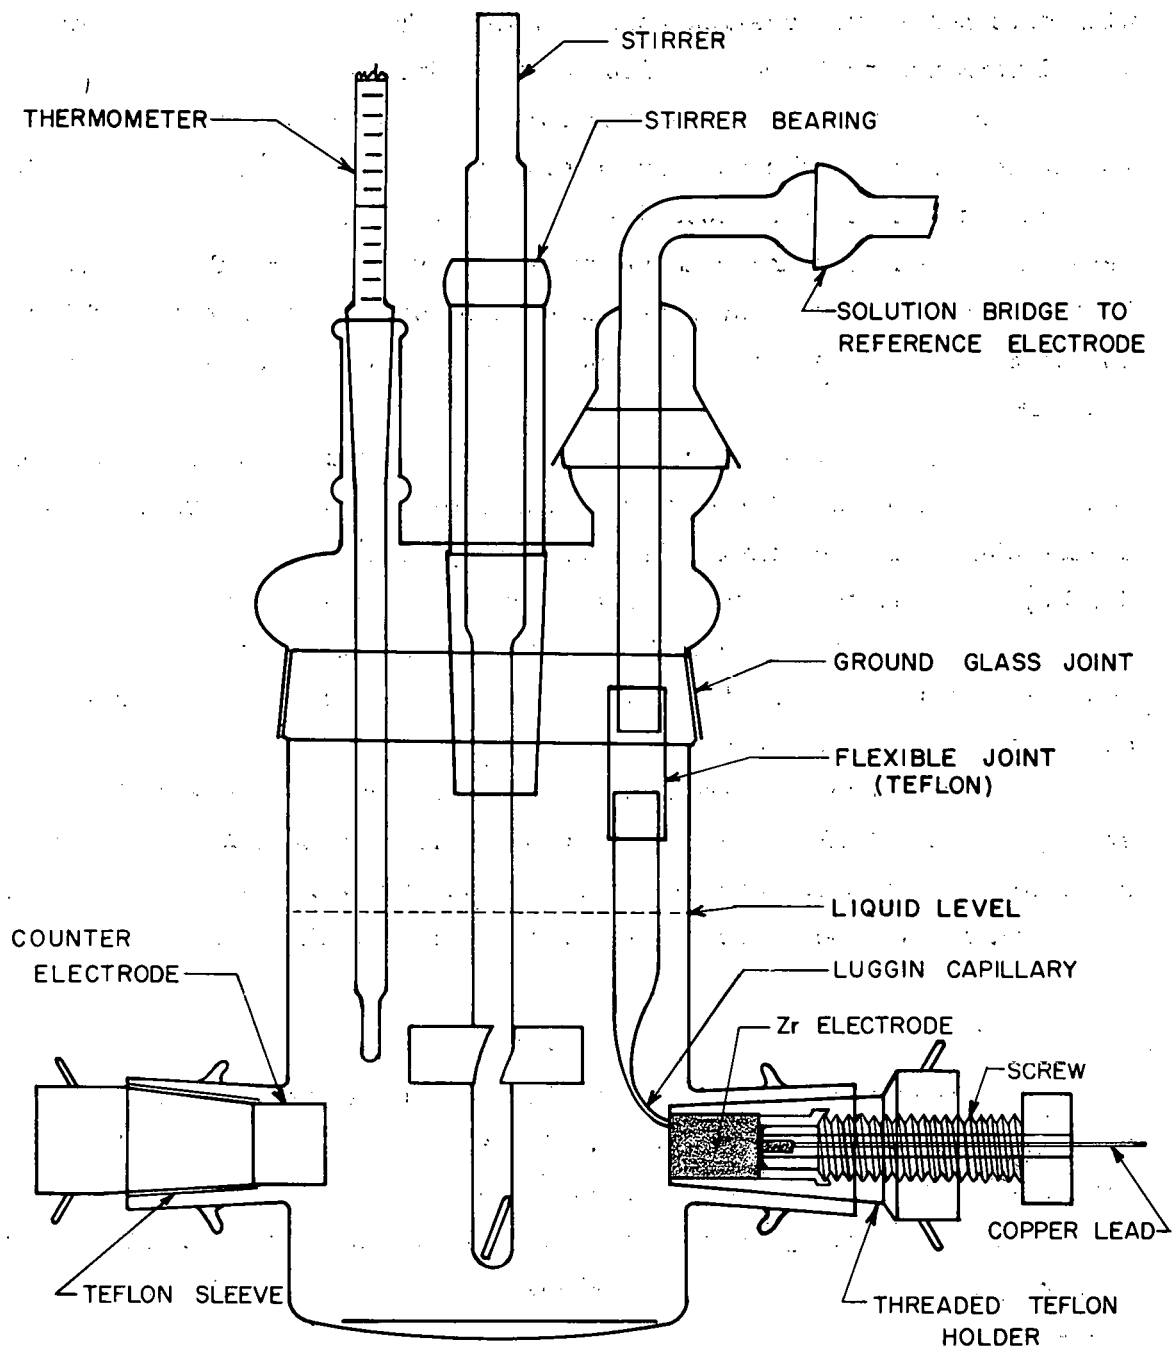 STIRRER
THERMOMETER
STIRRER BEARING
SOLUTION BRIDGE TO
REFERENCE ELECTRODE
GROUND GLASS JOINT
FLEXIBLE JOINT
(TEFLON)
LIQUID LEVEL
COUNTER
ELECTRODE
LUGGIN CAPILLARY
Zr ELECTRODE
SCREW
COPPER LEAD
TEFLON SLEEVE
THREADED TEFLON
HOLDER